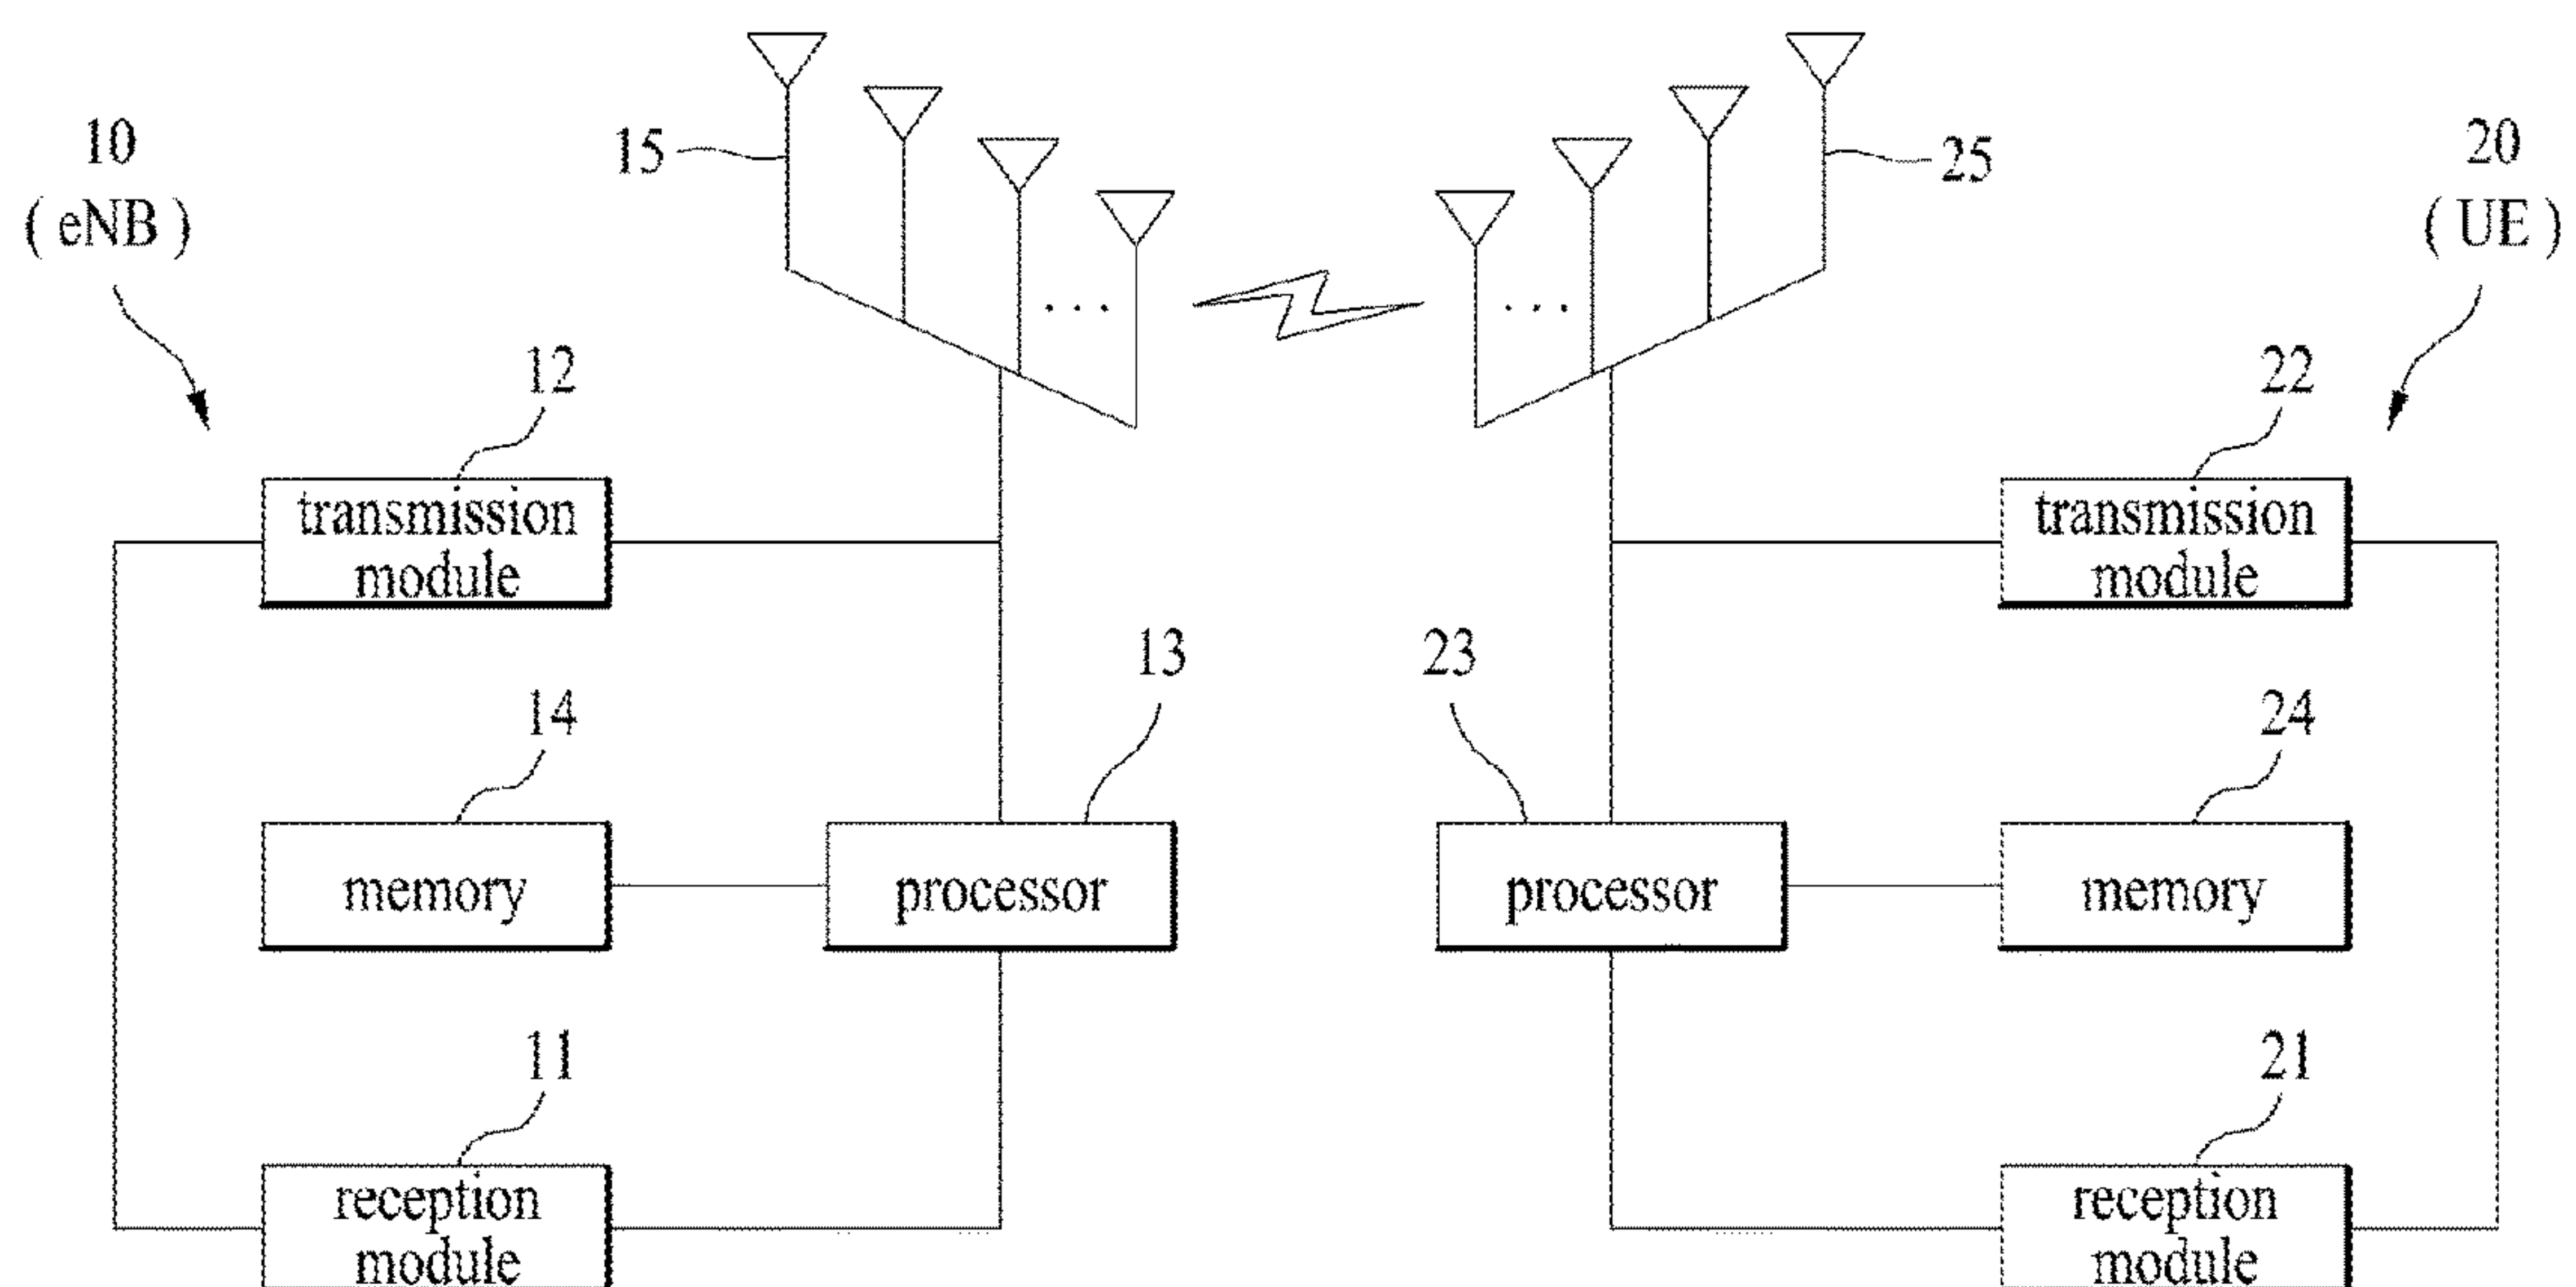 10
( eNB )
15
25
20
( UE )
12
transmission
module
22
transmission
module
13
23
14
memory
processor
processor
24
memory
11
reception
module
21
reception
module